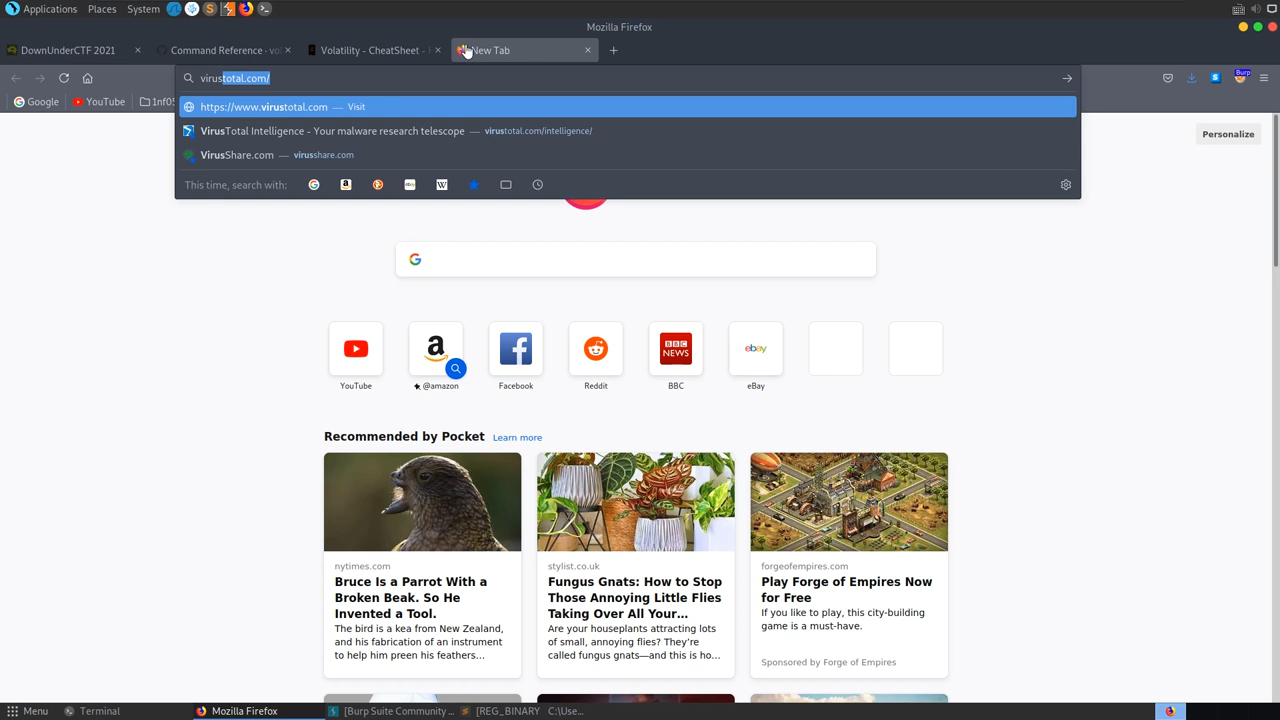 Applications Places System
Mozilla Firefox
DownUnderCTF 2021
Command Reference · vol
Volatility - CheatSheet -
New Tab
virustotal.com/
Burp
Google
YouTube
1nf0
https://www.virustotal.com — Visit
VirusTotal Intelligence - Your malware research telescope — virustotal.com/intelligence/
VirusShare.com — virusshare.com
This time, search with:
Personalize
YouTube
@amazon
Facebook
Reddit
BBC NEWS
BBC
ebay
eBay
Recommended by Pocket Learn more
nytimes.com
Bruce Is a Parrot With a
Broken Beak. So He
Invented a Tool.
The bird is a kea from New Zealand,
and his fabrication of an instrument
to help him preen his feathers…
stylist.co.uk
Fungus Gnats: How to Stop
Those Annoying Little Flies
Taking Over All Your…
Are your houseplants attracting lots
of small, annoying flies? They're
called fungus gnats—and this is ho…
forgeofempires.com
Play Forge of Empires Now
for Free
If you like to play, this city-building
game is a must-have.
Sponsored by Forge of Empires
Menu
Terminal
Mozilla Firefox
[Burp Suite Community …
[REG_BINARY C:\Use...